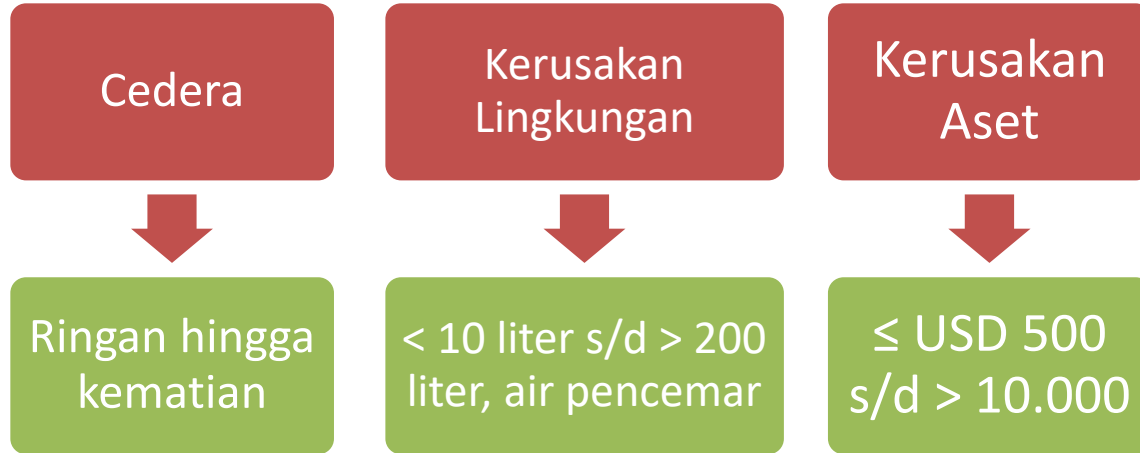 Cedera
Kerusakan
Lingkungan
Kerusakan
Aset
Ringan hingga
kematian
< 10 liter s/d > 200
liter, air pencemar
≤ USD 500
s/d > 10.000